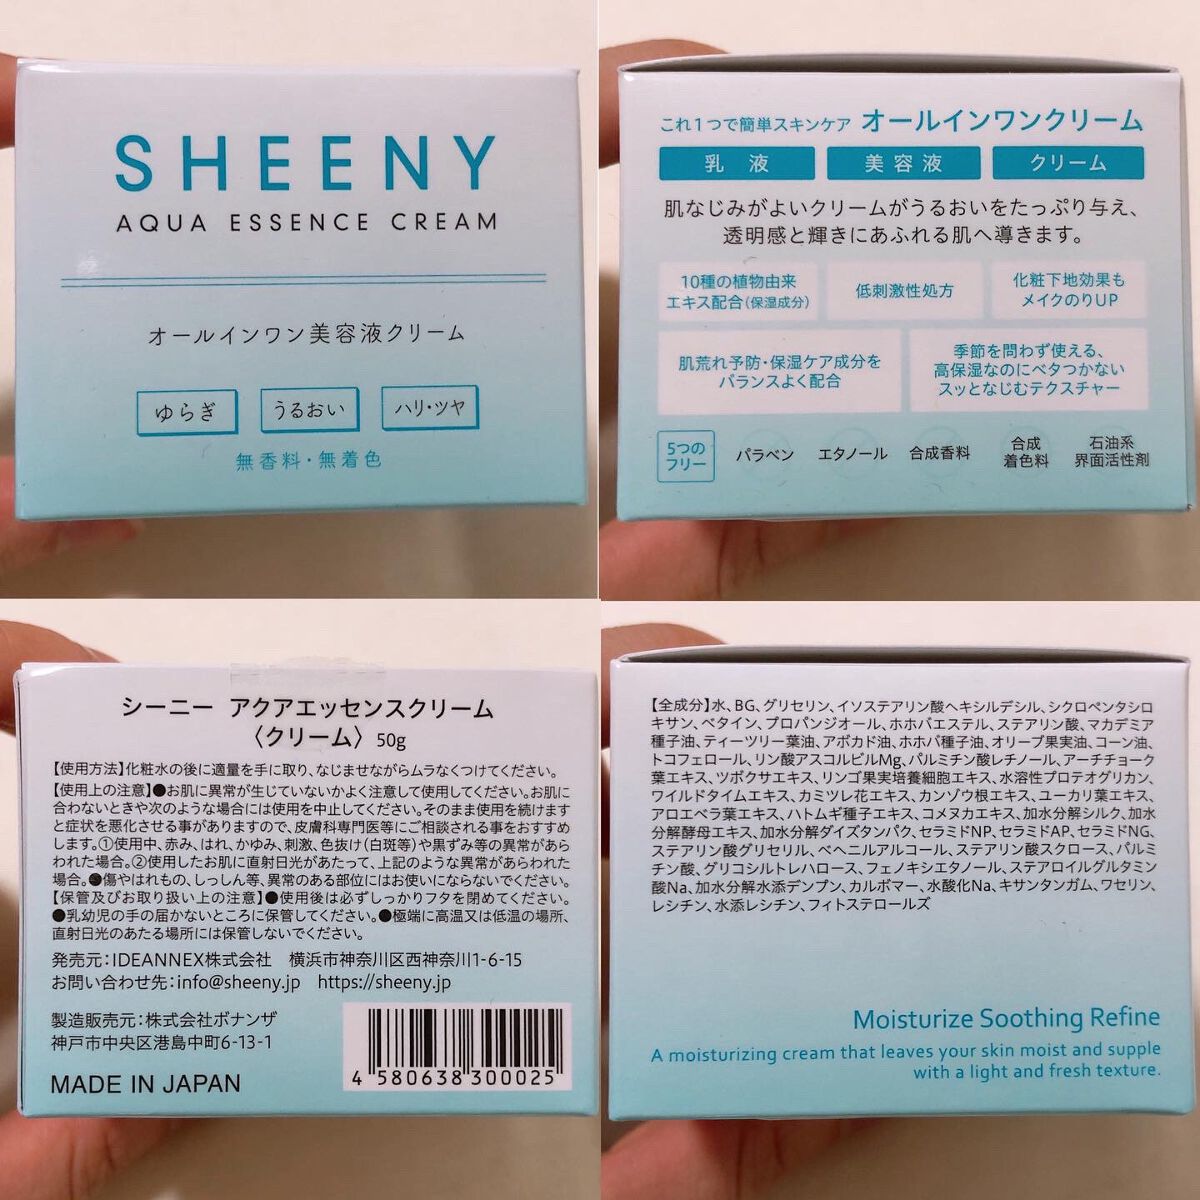 SHEENY
AQUA ESSENCE CREAM
オールインワン美容液クリーム
ゆらぎ
うるおい
ハリ・ツヤ
無香料・無着色
これ1つで簡単スキンケア オールインワンクリーム
乳液
美容液
クリーム
肌なじみがよいクリームがうるおいをたっぷり与え、
透明感と輝きにあふれる肌へ導きます。
10種の植物由来
エキス配合(保湿成分)
低刺激性処方
化粧下地効果も
メイクのりUP
肌荒れ予防・保湿ケア成分を
バランスよく配合
季節を問わず使える、
高保湿なのにベタつかない
スッとなじむテクスチャー
5つの
フリー
パラベン
エタノール
合成香料
合成
着色料
石油系
界面活性剤
シーニー アクアエッセンスクリーム
〈クリーム〉50g
【使用方法】化粧水の後に適量を手に取り、なじませながらムラなくつけてください。
【使用上の注意】●お肌に異常が生じていないかよく注意して使用してください。お肌に
合わないときや次のような場合には使用を中止してください。そのまま使用を続けます
と症状を悪化させる事がありますので、皮膚科専門医等にご相談される事をおすすめ
します。①使用中、赤み、はれ、かゆみ、刺激、色抜け(白斑等)や黒ずみ等の異常があら
われた場合。②使用したお肌に直射日光があたって、上記のような異常があらわれた
場合。●傷やはれもの、しっしん等、異常のある部位にはお使いにならないでください。
【保管及びお取り扱い上の注意】●使用後は必ずしっかりフタを閉めてください。
●乳幼児の手の届かないところに保管してください。●極端に高温又は低温の場所、
直射日光のあたる場所には保管しないでください。
発売元:IDEANNEX株式会社 横浜市神奈川区西神奈川1-6-15
お問い合わせ先:info@sheeny.jp https://sheeny.jp
製造販売元:株式会社ボナンザ
神戸市中央区港島中町6-13-1
MADE IN JAPAN
4 580638 300025
【全成分】水、BG、グリセリン、イソステアリン酸ヘキシルデシル、シクロペンタシロ
キサン、ベタイン、プロパンジオール、ホホバエステル、ステアリン酸、マカデミア
種子油、ティーツリー葉油、アボカド油、ホホバ種子油、オリーブ果実油、コーン油、
トコフェロール、リン酸アスコルビルMg、パルミチン酸レチノール、アーチチョーク
葉エキス、ツボクサエキス、リンゴ果実培養細胞エキス、水溶性プロテオグリカン、
ワイルドタイムエキス、カミツレ花エキス、カンゾウ根エキス、ユーカリ葉エキス、
アロエベラ葉エキス、ハトムギ種子エキス、コメヌカエキス、加水分解シルク、加水
分解酵母エキス、加水分解ダイズタンパク、セラミドNP、セラミドAP、セラミドNG、
ステアリン酸グリセリル、ベヘニルアルコール、ステアリン酸スクロース、パルミ
チン酸、グリコシルトレハロース、フェノキシエタノール、ステアロイルグルタミン
酸Na、加水分解水添デンプン、カルボマー、水酸化Na、キサンタンガム、ワセリン、
レシチン、水添レシチン、フィトステロールズ
Moisturize Soothing Refine
A moisturizing cream that leaves your skin moist and supple
with a light and fresh texture.